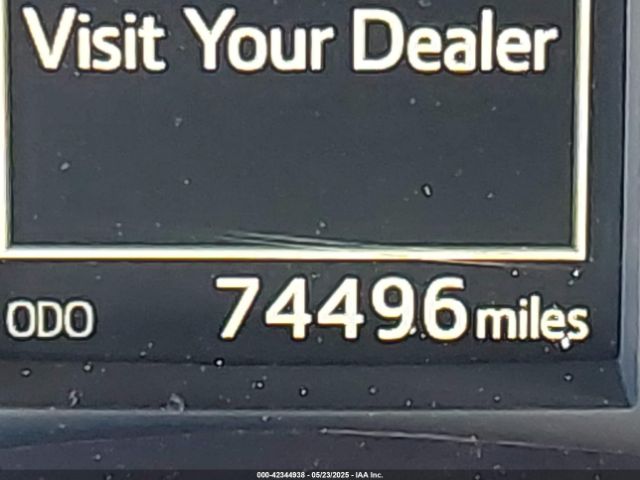 Visit Your Dealer
ODO 74496 miles
000-42344938 - 05/23/2025 - IAA Inc.